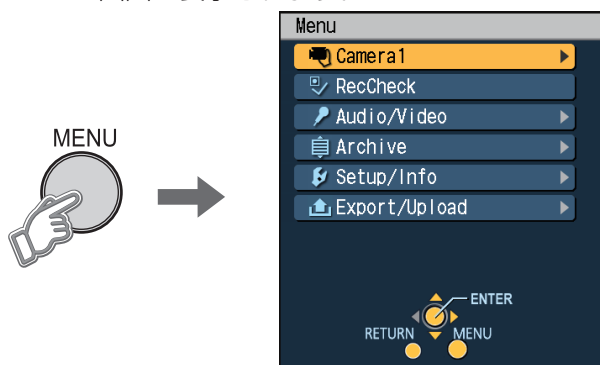 Menu
Camera1
RecCheck
Audio/Video
Archive
Setup/Info
Export/Upload
MENU
ENTER
RETURN
MENU